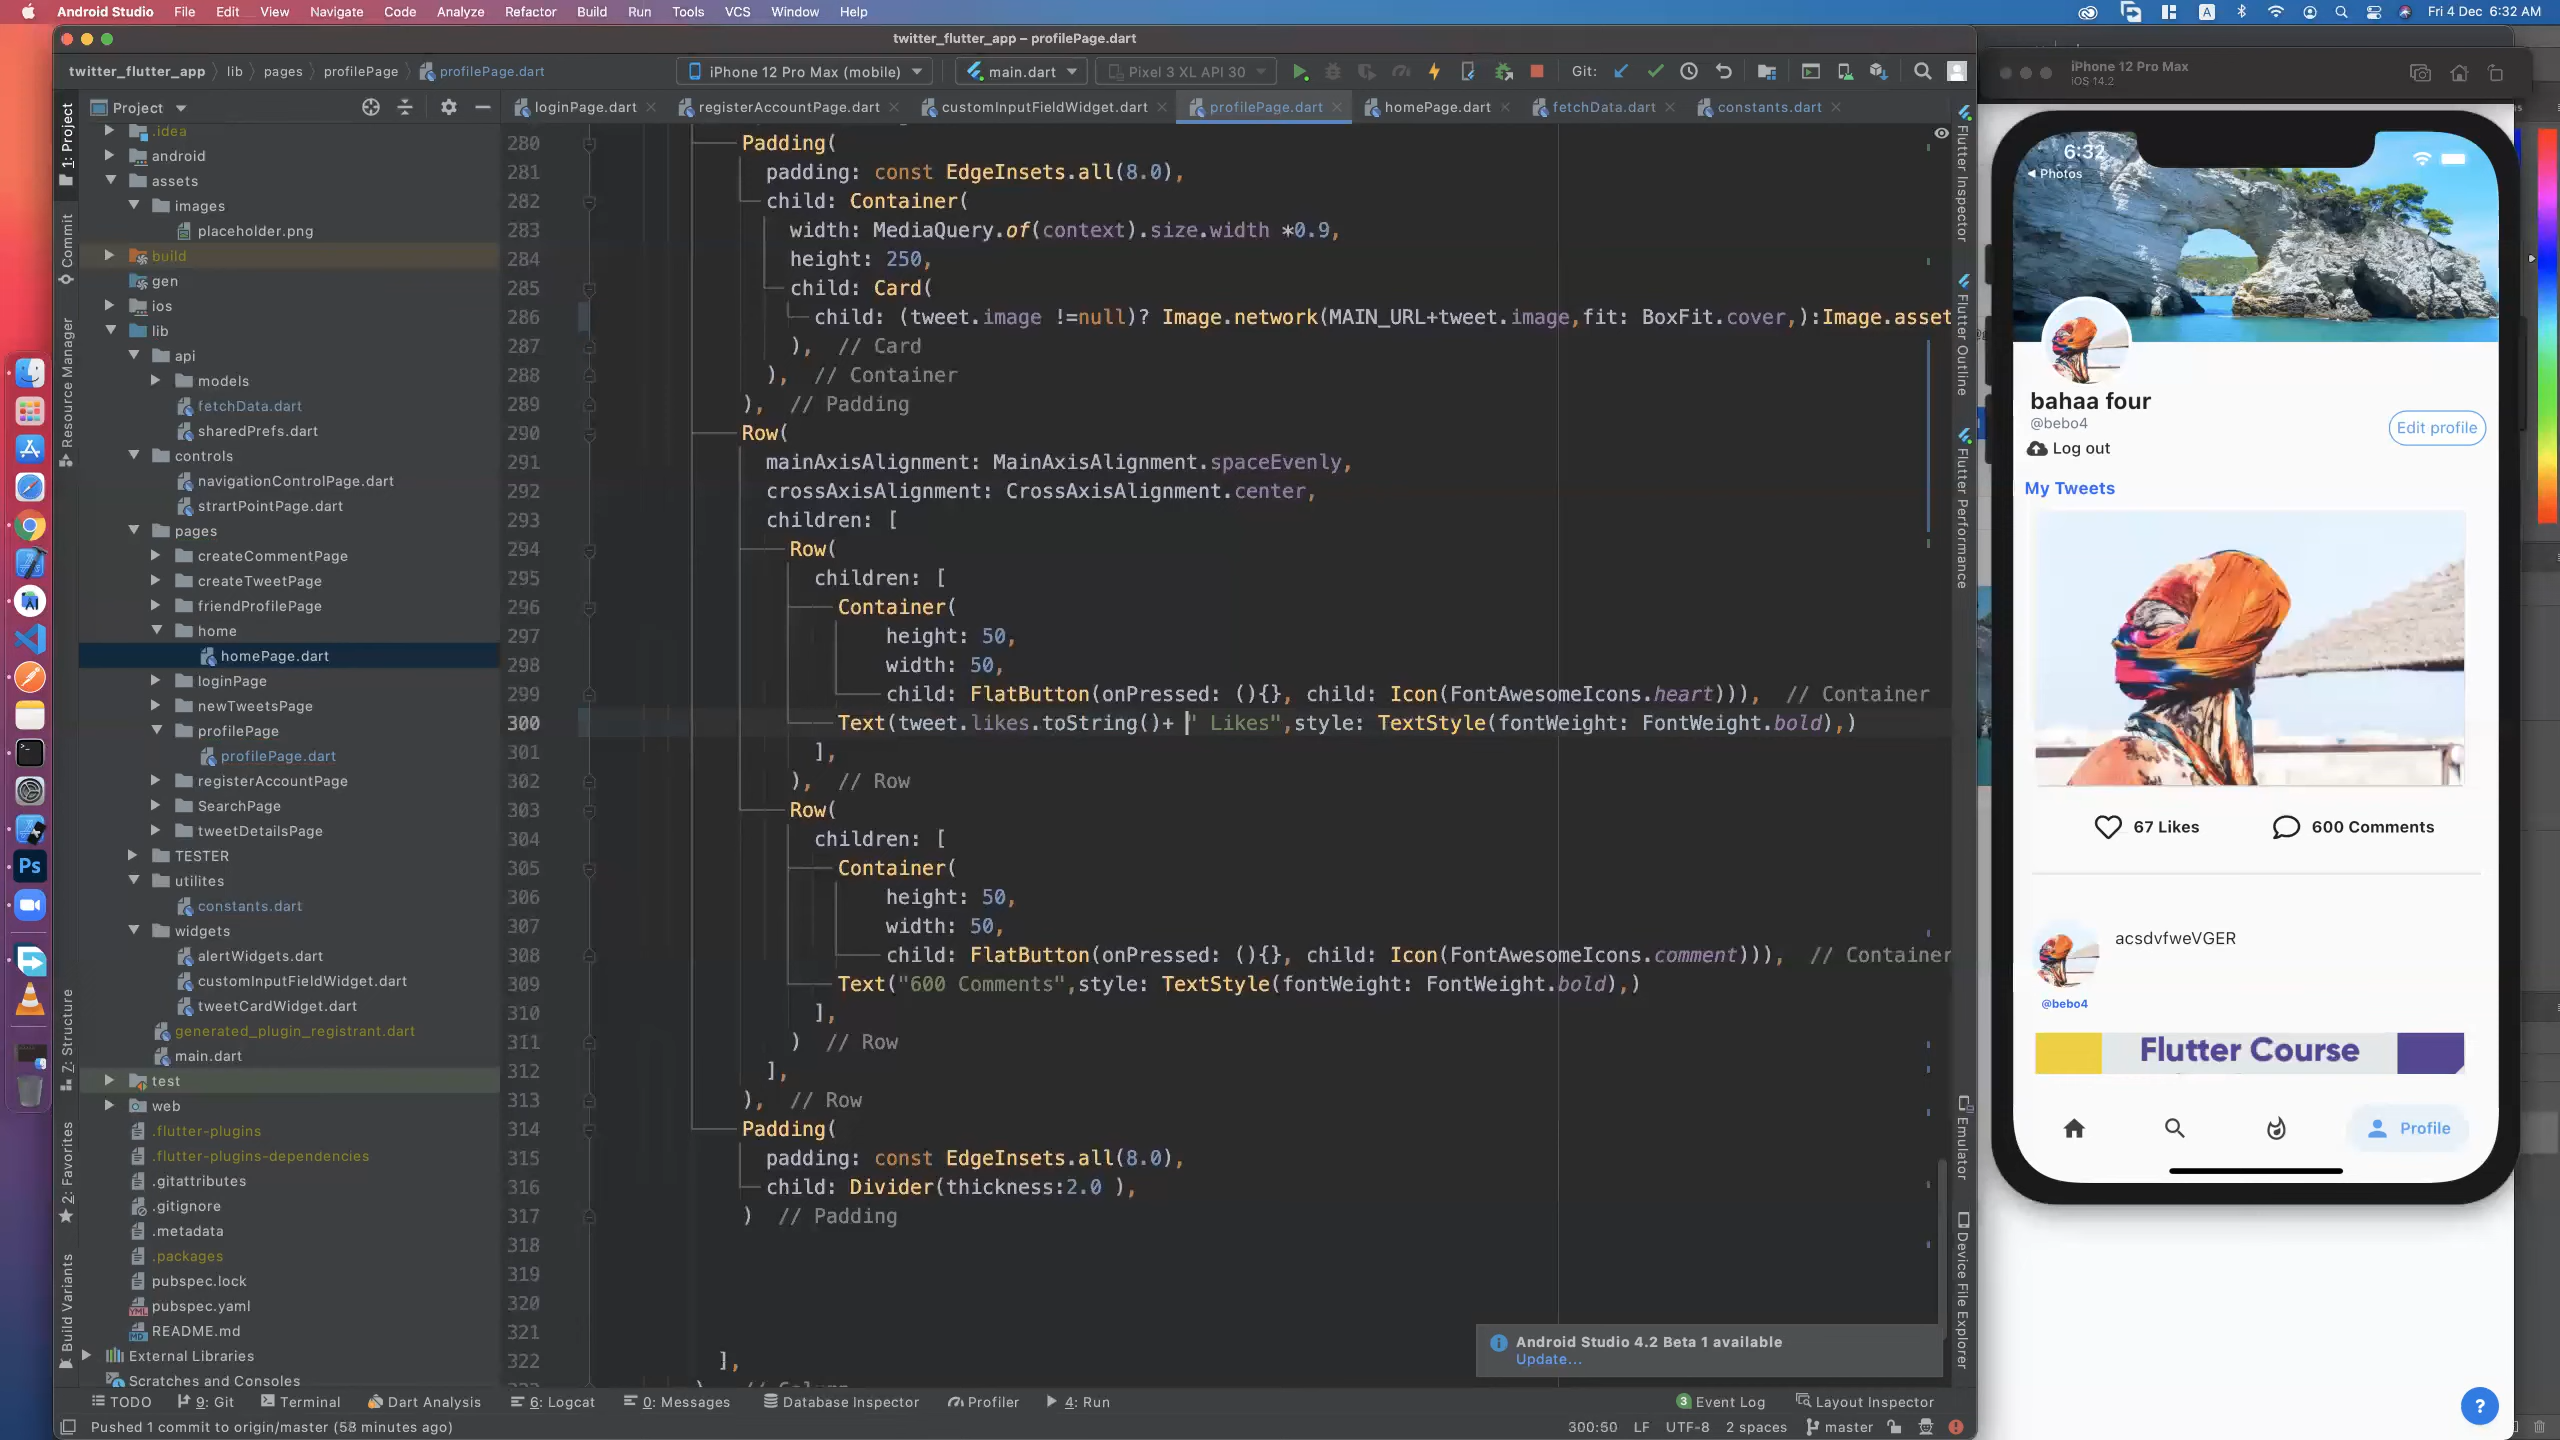 Android Studio File Edit View Navigate Code Analyze Refactor Build Run Tools VCS Window Help
Fri 4 Dec 6:32 AM
twitter_flutter_app – profilePage.dart
twitter_flutter_app lib pages profilePage profilePage.dart
iPhone 12 Pro Max (mobile) main.dart Pixel 3 XL API 30 Git:
Project
loginPage.dart registerAccountPage.dart customInputFieldWidget.dart profilePage.dart homePage.dart fetchData.dart constants.dart
1: Project
Commit
Resource Manager
Z: Structure
2: Favorites
Build Variants
.idea
android
assets
images
placeholder.png
build
gen
ios
lib
api
models
fetchData.dart
sharedPrefs.dart
controls
navigationControlPage.dart
strartPointPage.dart
pages
createCommentPage
createTweetPage
friendProfilePage
home
homePage.dart
loginPage
newTweetsPage
profilePage
profilePage.dart
registerAccountPage
SearchPage
tweetDetailsPage
TESTER
utilites
constants.dart
widgets
alertWidgets.dart
customInputFieldWidget.dart
tweetCardWidget.dart
generated_plugin_registrant.dart
main.dart
test
web
.flutter-plugins
.flutter-plugins-dependencies
.gitattributes
.gitignore
.metadata
.packages
pubspec.lock
pubspec.yaml
README.md
External Libraries
Scratches and Consoles
280 Padding(
281 padding: const EdgeInsets.all(8.0),
282 child: Container(
283 width: MediaQuery.of(context).size.width *0.9,
284 height: 250,
285 child: Card(
286 child: (tweet.image !=null)? Image.network(MAIN_URL+tweet.image,fit: BoxFit.cover,):Image.asset
287 ), // Card
288 ), // Container
289 ), // Padding
290 Row(
291 mainAxisAlignment: MainAxisAlignment.spaceEvenly,
292 crossAxisAlignment: CrossAxisAlignment.center,
293 children: [
294 Row(
295 children: [
296 Container(
297 height: 50,
298 width: 50,
299 child: FlatButton(onPressed: (){}, child: Icon(FontAwesomeIcons.heart))), // Container
300 Text(tweet.likes.toString()+ " Likes",style: TextStyle(fontWeight: FontWeight.bold),)
301 ],
302 ), // Row
303 Row(
304 children: [
305 Container(
306 height: 50,
307 width: 50,
308 child: FlatButton(onPressed: (){}, child: Icon(FontAwesomeIcons.comment))), // Container
309 Text("600 Comments",style: TextStyle(fontWeight: FontWeight.bold),)
310 ],
311 ) // Row
312 ],
313 ), // Row
314 Padding(
315 padding: const EdgeInsets.all(8.0),
316 child: Divider(thickness:2.0 ),
317 ) // Padding
318
319
320
321
322 ],
Flutter Inspector
Flutter Outline
Flutter Performance
Emulator
Device File Explorer
Android Studio 4.2 Beta 1 available
Update...
TODO 9: Git Terminal Dart Analysis 6: Logcat 0: Messages Database Inspector Profiler 4: Run 3 Event Log Layout Inspector
Pushed 1 commit to origin/master (58 minutes ago) 300:50 LF UTF-8 2 spaces master
iPhone 12 Pro Max
iOS 14.2
6:32
Photos
bahaa four
@bebo4
Edit profile
Log out
My Tweets
67 Likes 600 Comments
acsdvfweVGER
@bebo4
Flutter Course
Profile
Ps
?